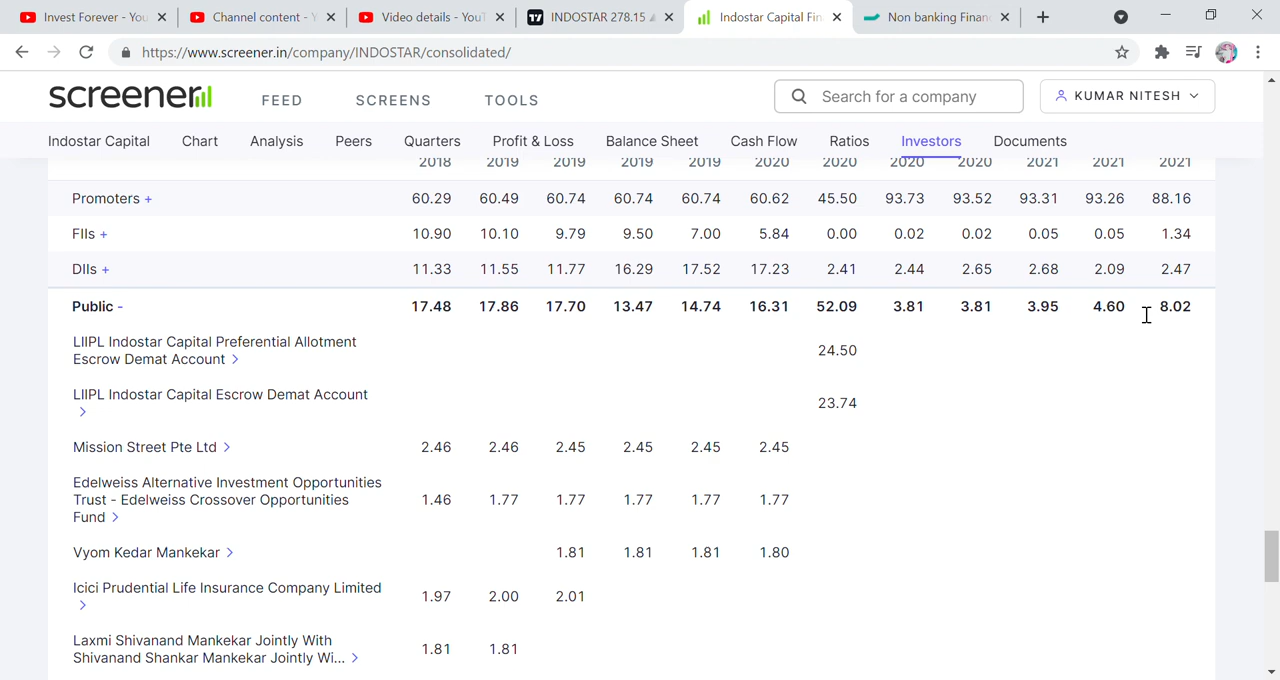 Invest Forever - You
Channel content - Y
Video details - YouT
INDOSTAR 278.15
Indostar Capital Fin
Non banking Finan
https://www.screener.in/company/INDOSTAR/consolidated/
screener
FEED
SCREENS
TOOLS
Search for a company
KUMAR NITESH
Indostar Capital Chart Analysis Peers Quarters Profit & Loss Balance Sheet Cash Flow Ratios Investors Documents
2018 2019 2019 2019 2019 2020 2020 2020 2020 2021 2021 2021
Promoters + 60.29 60.49 60.74 60.74 60.74 60.62 45.50 93.73 93.52 93.31 93.26 88.16
FIIs + 10.90 10.10 9.79 9.50 7.00 5.84 0.00 0.02 0.02 0.05 0.05 1.34
DIIs + 11.33 11.55 11.77 16.29 17.52 17.23 2.41 2.44 2.65 2.68 2.09 2.47
Public - 17.48 17.86 17.70 13.47 14.74 16.31 52.09 3.81 3.81 3.95 4.60 8.02
LIIPL Indostar Capital Preferential Allotment
Escrow Demat Account > 24.50
LIIPL Indostar Capital Escrow Demat Account
> 23.74
Mission Street Pte Ltd > 2.46 2.46 2.45 2.45 2.45 2.45
Edelweiss Alternative Investment Opportunities
Trust - Edelweiss Crossover Opportunities 1.46 1.77 1.77 1.77 1.77 1.77
Fund >
Vyom Kedar Mankekar > 1.81 1.81 1.81 1.80
Icici Prudential Life Insurance Company Limited
> 1.97 2.00 2.01
Laxmi Shivanand Mankekar Jointly With
Shivanand Shankar Mankekar Jointly Wi... > 1.81 1.81